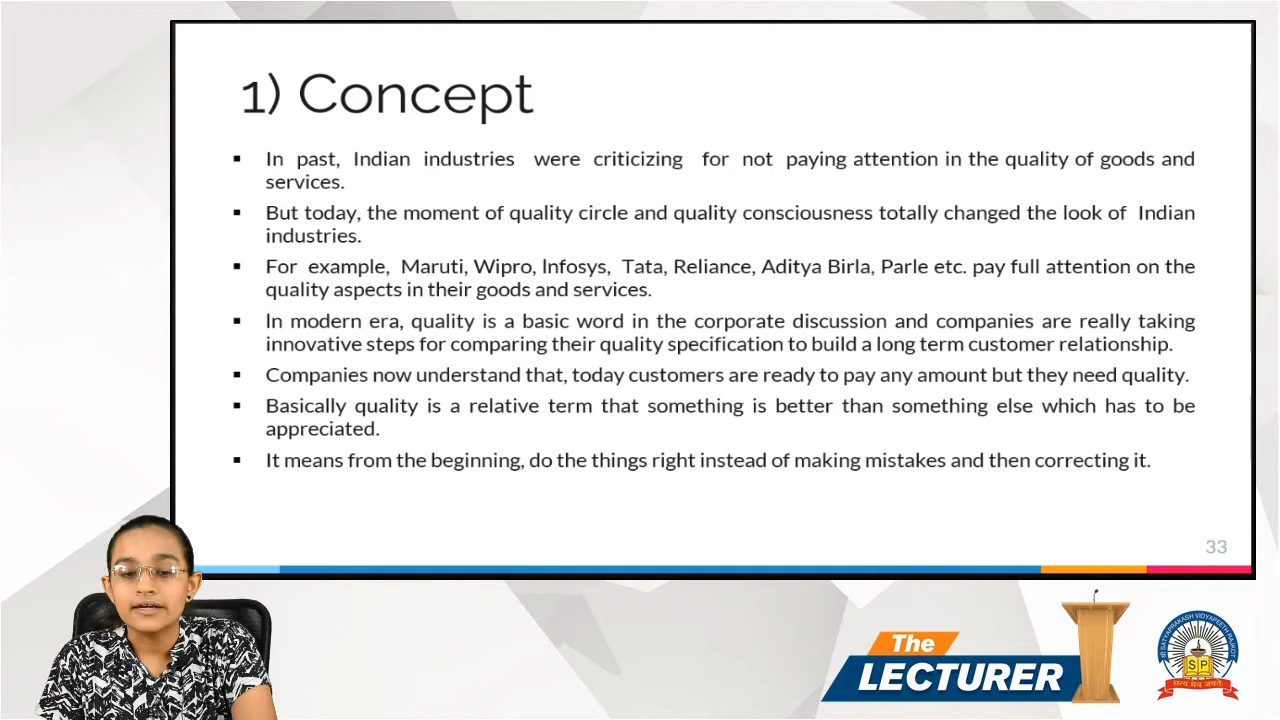 1) Concept
▪ In past, Indian industries were criticizing for not paying attention in the quality of goods and
services.
▪ But today, the moment of quality circle and quality consciousness totally changed the look of Indian
industries.
▪ For example, Maruti, Wipro, Infosys, Tata, Reliance, Aditya Birla, Parle etc. pay full attention on the
quality aspects in their goods and services.
▪ In modern era, quality is a basic word in the corporate discussion and companies are really taking
innovative steps for comparing their quality specification to build a long term customer relationship.
▪ Companies now understand that, today customers are ready to pay any amount but they need quality.
▪ Basically quality is a relative term that something is better than something else which has to be
appreciated.
▪ It means from the beginning, do the things right instead of making mistakes and then correcting it.
33
The
LECTURER
SATYAPRAKASH VIDYAPEETH RAJKOT
S P
सत्य मेव जयते